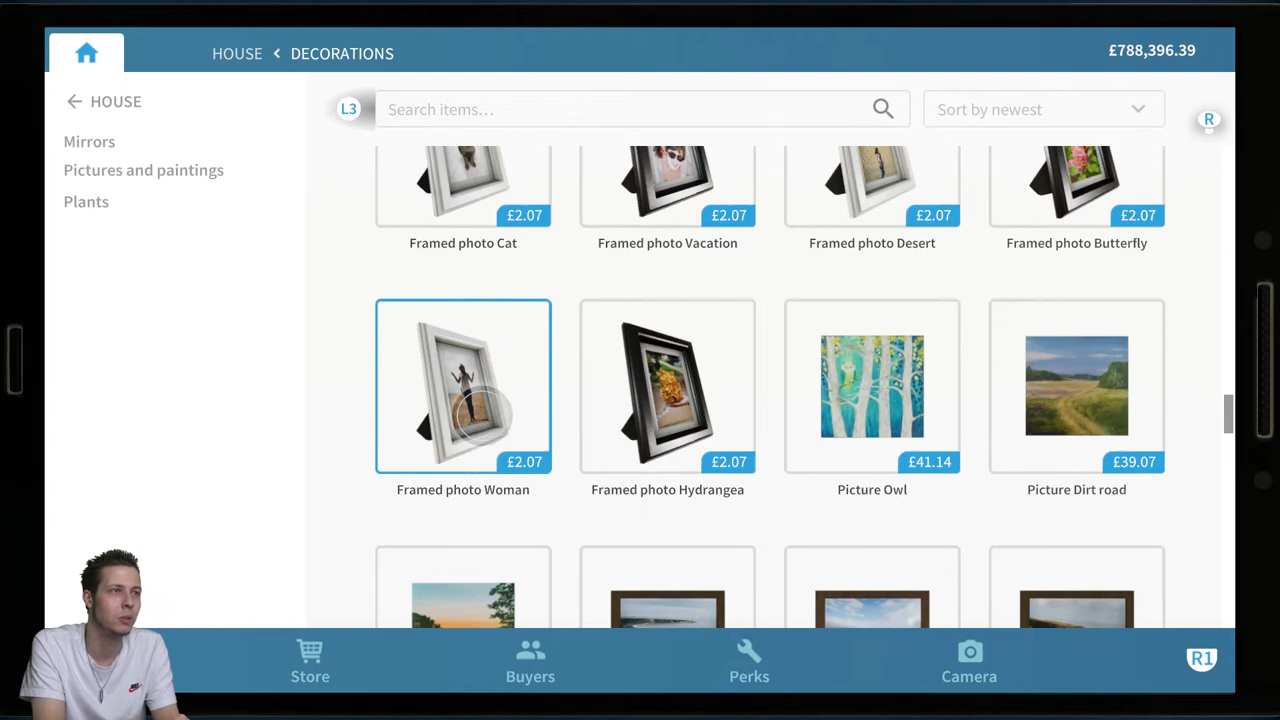 HOUSE < DECORATIONS
£788,396.39
← HOUSE
Mirrors
Pictures and paintings
Plants
L3
Search items...
Sort by newest
R
£2.07
£2.07
£2.07
£2.07
Framed photo Cat
Framed photo Vacation
Framed photo Desert
Framed photo Butterfly
£2.07
£2.07
£41.14
£39.07
Framed photo Woman
Framed photo Hydrangea
Picture Owl
Picture Dirt road
Store
Buyers
Perks
Camera
R1